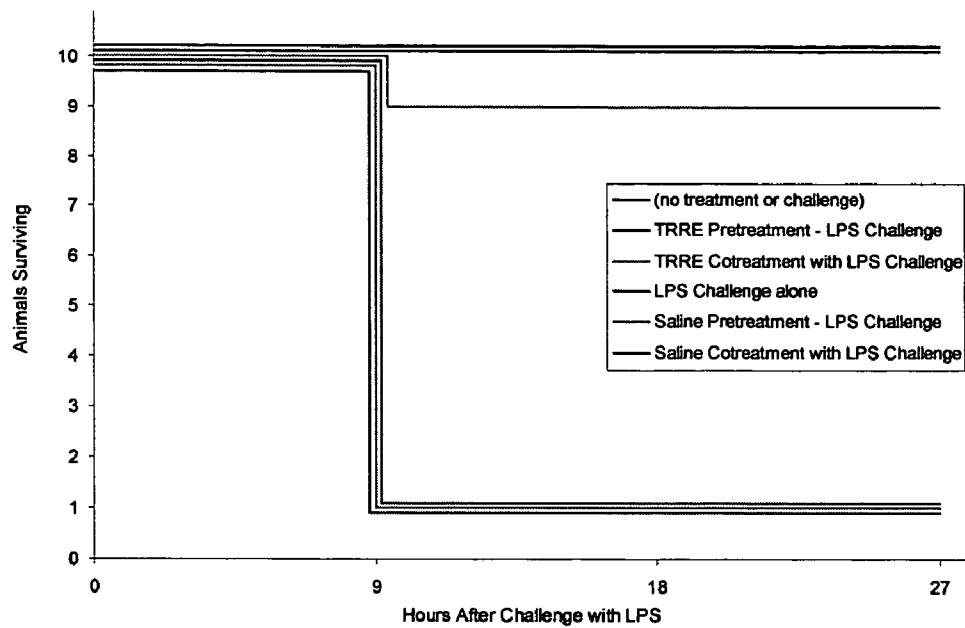 10
9
8
7
6
5
4
3
2
1
0
Animals Surviving
(no treatment or challenge)
TRRE Pretreatment - LPS Challenge
TRRE Cotreatment with LPS Challenge
LPS Challenge alone
Saline Pretreatment - LPS Challenge
Saline Cotreatment with LPS Challenge
0 9 18 27
Hours After Challenge with LPS